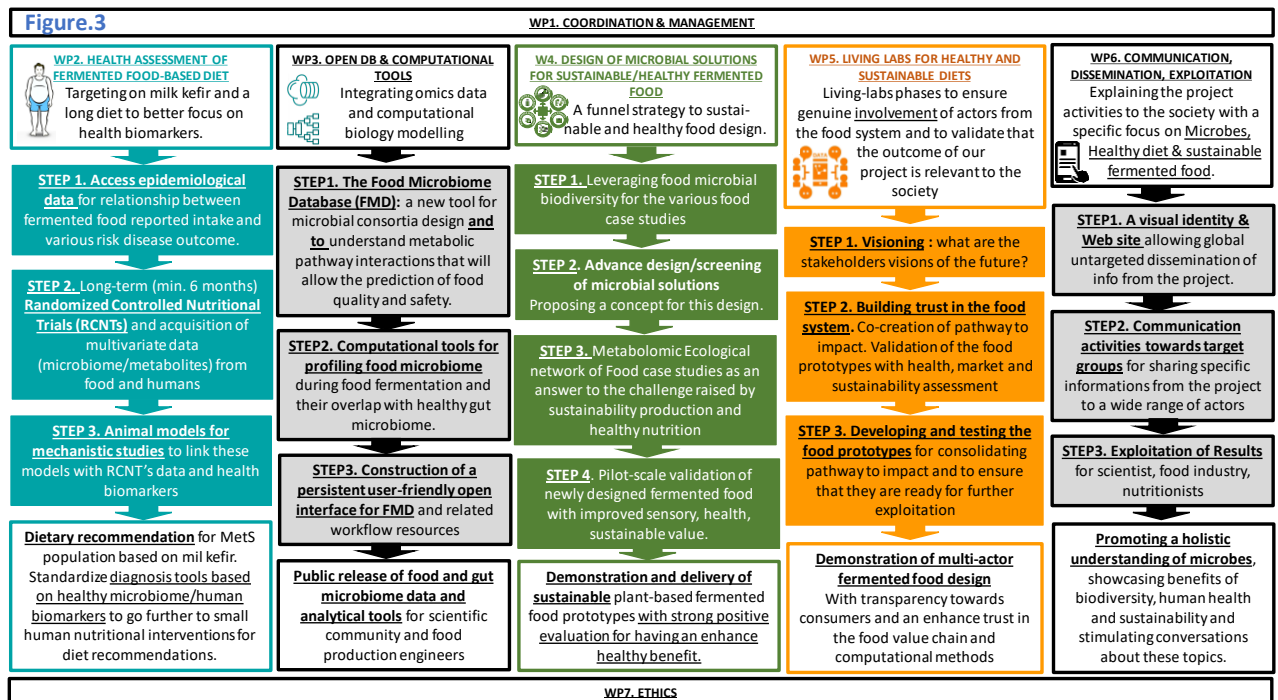 Figure.3
WP1. COORDINATION & MANAGEMENT
WP2. HEALTH ASSESSMENT OF
FERMENTED FOOD-BASED DIET
Targeting on milk kefir and a
long diet to better focus on
health biomarkers.
STEP 1. Access epidemiological
data for relationship between
fermented food reported intake and
various risk disease outcome.
STEP 2. Long-term (min. 6 months)
Randomized Controlled Nutritional
Trials (RCNTs) and acquisition of
multivariate data
(microbiome/metabolites) from
food and humans
STEP 3. Animal models for
mechanistic studies to link these
models with RCNT's data and health
biomarkers
Dietary recommendation for MetS
population based on mil kefir.
Standardize diagnosis tools based
on healthy microbiome/human
biomarkers to go further to small
human nutritional interventions for
diet recommendations.
WP3. OPEN DB & COMPUTATIONAL
TOOLS
Integrating omics data
and computational
biology modelling
STEP1. The Food Microbiome
Database (FMD): a new tool for
microbial consortia design and
to understand metabolic
pathway interactions that will
allow the prediction of food
quality and safety.
STEP2. Computational tools for
profiling food microbiome
during food fermentation and
their overlap with healthy gut
microbiome.
STEP3. Construction of a
persistent user-friendly open
interface for FMD and related
workflow resources
Public release of food and gut
microbiome data and
analytical tools for scientific
community and food
production engineers
W4. DESIGN OF MICROBIAL SOLUTIONS
FOR SUSTAINABLE/HEALTHY FERMENTED
FOOD
A funnel strategy to sustai-
nable and healthy food design.
STEP 1. Leveraging food microbial
biodiversity for the various food
case studies
STEP 2. Advance design/screening
of microbial solutions
Proposing a concept for this design.
STEP 3. Metabolomic Ecological
network of Food case studies as an
answer to the challenge raised by
sustainability production and
healthy nutrition
STEP 4. Pilot-scale validation of
newly designed fermented food
with improved sensory, health,
sustainable value.
Demonstration and delivery of
sustainable plant-based fermented
food prototypes with strong positive
evaluation for having an enhance
healthy benefit.
WP5. LIVING LABS FOR HEALTHY AND
SUSTAINABLE DIETS
Living-labs phases to ensure
genuine involvement of actors from
the food system and to validate that
the outcome of our
project is relevant to the
society
DATA
STEP 1. Visioning : what are the
stakeholders visions of the future?
STEP 2. Building trust in the food
system. Co-creation of pathway to
impact. Validation of the food
prototypes with health, market and
sustainability assessment
STEP 3. Developing and testing the
food prototypes for consolidating
pathway to impact and to ensure
that they are ready for further
exploitation
Demonstration of multi-actor
fermented food design
With transparency towards
consumers and an enhance trust in
the food value chain and
computational methods
WP6. COMMUNICATION,
DISSEMINATION, EXPLOITATION
Explaining the project
activities to the society with a
specific focus on Microbes,
Healthy diet & sustainable
fermented food.
STEP1. A visual identity &
Web site allowing global
untargeted dissemination of
info from the project.
STEP2. Communication
activities towards target
groups for sharing specific
informations from the project
to a wide range of actors
STEP3. Exploitation of Results
for scientist, food industry,
nutritionists
Promoting a holistic
understanding of microbes,
showcasing benefits of
biodiversity, human health
and sustainability and
stimulating conversations
about these topics.
WP7. ETHICS